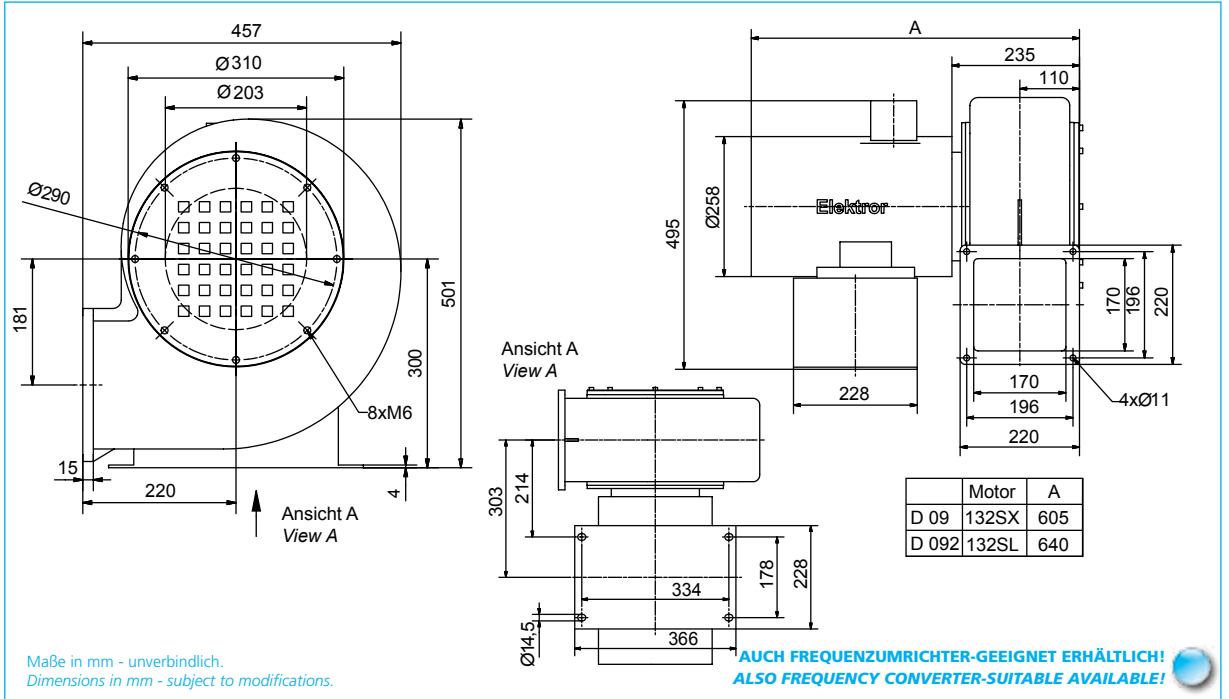 457
Ø310
Ø203
Ø290
181
501
300
8xM6
15
220
4
Ansicht A
View A
A
235
110
495
Ø258
Elektror
170
196
220
228
170
196
220
4xØ11
Ansicht A
View A
303
214
334
366
178
228
Ø14,5
Motor A
D 09 132SX 605
D 092 132SL 640
Maße in mm - unverbindlich.
Dimensions in mm - subject to modifications.
AUCH FREQUENZUMRICHTER-GEEIGNET ERHÄLTLICH!
ALSO FREQUENCY CONVERTER-SUITABLE AVAILABLE!